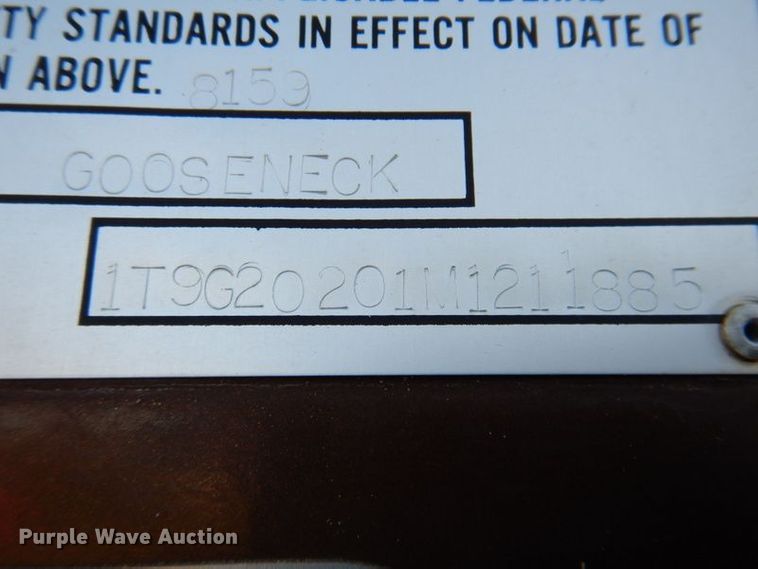 TY STANDARDS IN EFFECT ON DATE OF
ABOVE. 8159
GOOSENECK
1T9G20201M1211885
Purple Wave Auction